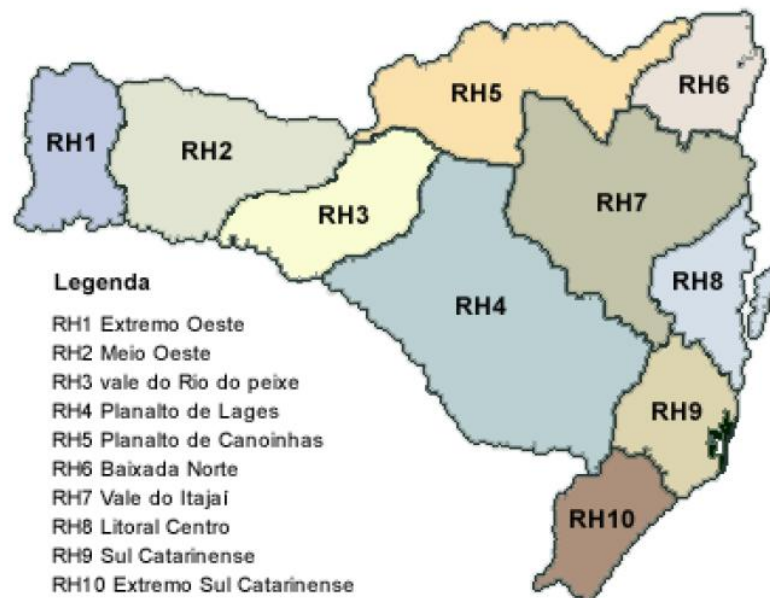 RH6
RH5
RH1
RH2
RH7
RH3
RH8
RH4
RH9
RH10
Legenda
RH1 Extremo Oeste
RH2 Meio Oeste
RH3 vale do Rio do peixe
RH4 Planalto de Lages
RH5 Planalto de Canoinhas
RH6 Baixada Norte
RH7 Vale do Itajaí
RH8 Litoral Centro
RH9 Sul Catarinense
RH10 Extremo Sul Catarinense